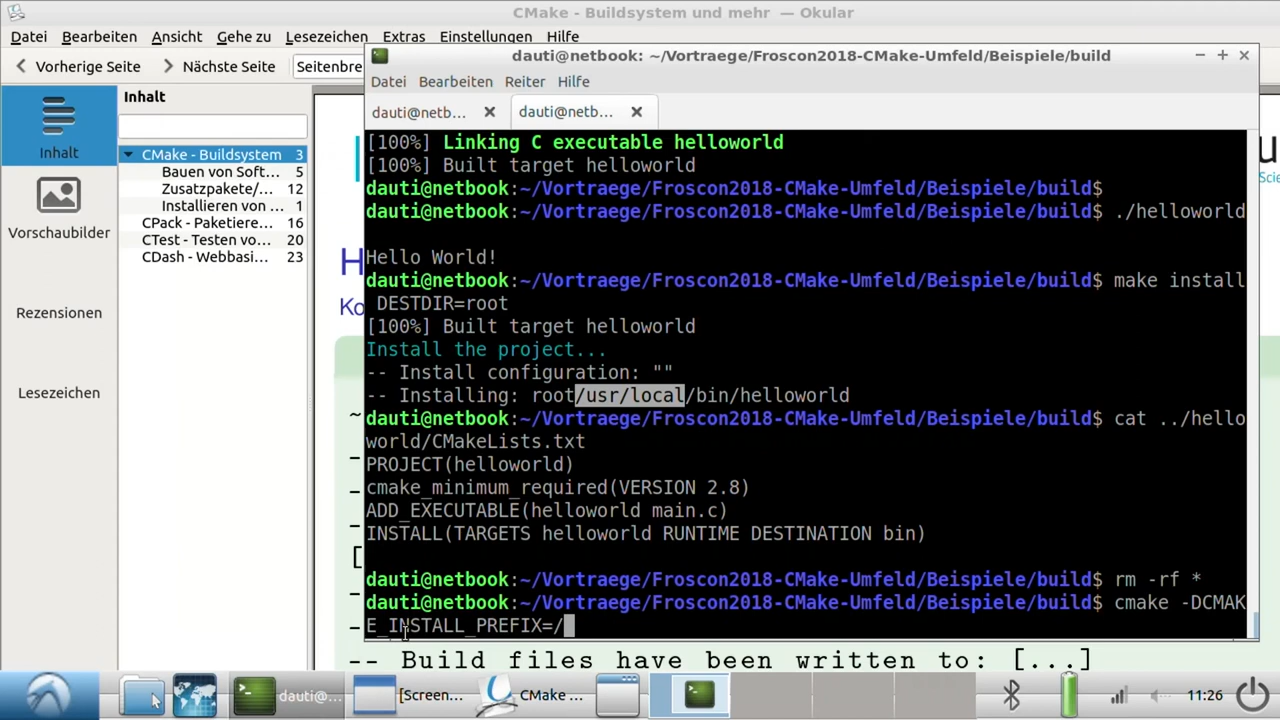 CMake - Buildsystem und mehr — Okular
Datei Bearbeiten Ansicht Gehe zu Lesezeichen Extras Einstellungen Hilfe
Vorherige Seite Nächste Seite Seitenbre
Inhalt
Inhalt
CMake - Buildsystem 3
Bauen von Soft... 5
Zusatzpakete/... 12
Installieren von ... 1
CPack - Paketiere... 16
CTest - Testen vo... 20
CDash - Webbasi... 23
Vorschaubilder
Rezensionen
Lesezeichen
dauti@netbook: ~/Vortraege/Froscon2018-CMake-Umfeld/Beispiele/build
Datei Bearbeiten Reiter Hilfe
dauti@netb... dauti@netb...
[100%] Linking C executable helloworld
[100%] Built target helloworld
dauti@netbook:~/Vortraege/Froscon2018-CMake-Umfeld/Beispiele/build$
dauti@netbook:~/Vortraege/Froscon2018-CMake-Umfeld/Beispiele/build$ ./helloworld
Hello World!
dauti@netbook:~/Vortraege/Froscon2018-CMake-Umfeld/Beispiele/build$ make install
DESTDIR=root
[100%] Built target helloworld
Install the project...
-- Install configuration: ""
-- Installing: root/usr/local/bin/helloworld
dauti@netbook:~/Vortraege/Froscon2018-CMake-Umfeld/Beispiele/build$ cat ../hello
world/CMakeLists.txt
PROJECT(helloworld)
cmake_minimum_required(VERSION 2.8)
ADD_EXECUTABLE(helloworld main.c)
INSTALL(TARGETS helloworld RUNTIME DESTINATION bin)
dauti@netbook:~/Vortraege/Froscon2018-CMake-Umfeld/Beispiele/build$ rm -rf *
dauti@netbook:~/Vortraege/Froscon2018-CMake-Umfeld/Beispiele/build$ cmake -DCMAK
E_INSTALL_PREFIX=/
-- Build files have been written to: [...]
dauti@... [Screen... CMake ... 11:26